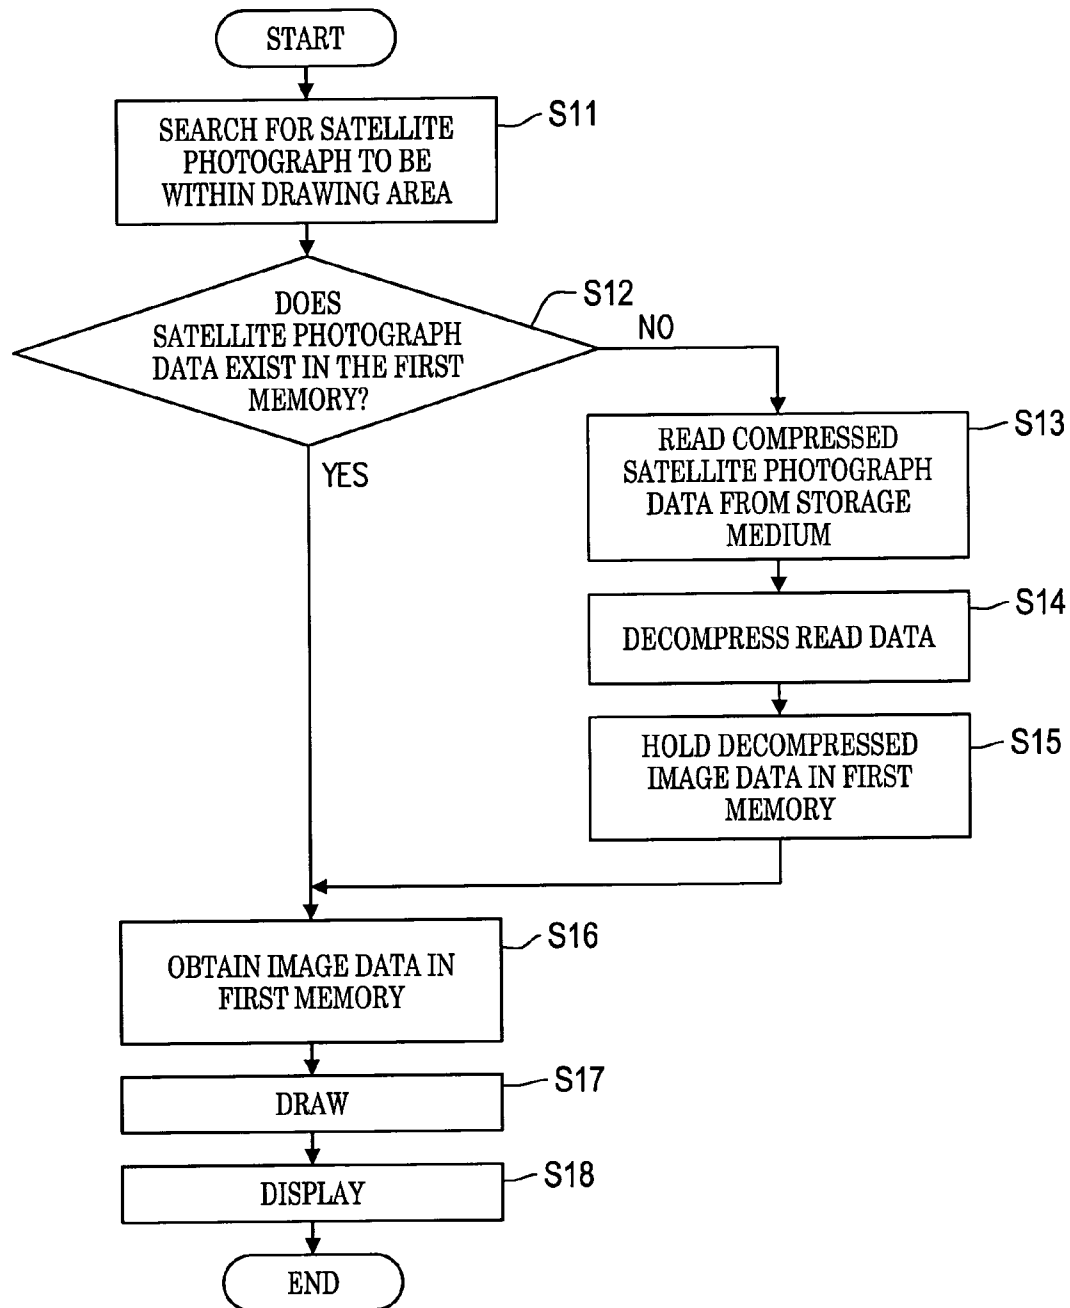 START
SEARCH FOR SATELLITE
PHOTOGRAPH TO BE
WITHIN DRAWING AREA
S11
DOES
SATELLITE PHOTOGRAPH
DATA EXIST IN THE FIRST
MEMORY?
S12
NO
YES
READ COMPRESSED
SATELLITE PHOTOGRAPH
DATA FROM STORAGE
MEDIUM
S13
DECOMPRESS READ DATA
S14
HOLD DECOMPRESSED
IMAGE DATA IN FIRST
MEMORY
S15
OBTAIN IMAGE DATA IN
FIRST MEMORY
S16
DRAW
S17
DISPLAY
S18
END